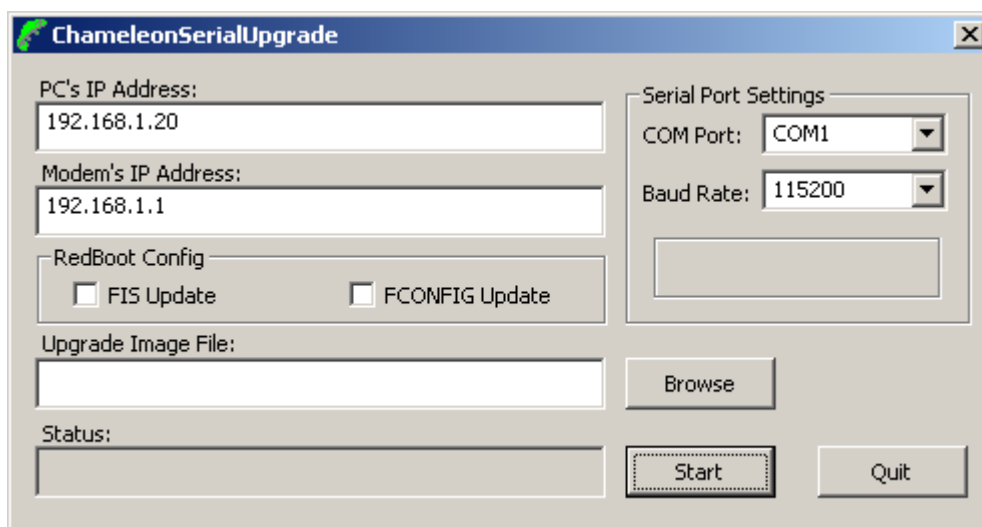 ChameleonSerialUpgrade
PC's IP Address:
192.168.1.20
Modem's IP Address:
192.168.1.1
RedBoot Config
FIS Update
FCONFIG Update
Upgrade Image File:
Status:
Serial Port Settings
COM Port: COM1
Baud Rate: 115200
Browse
Start
Quit